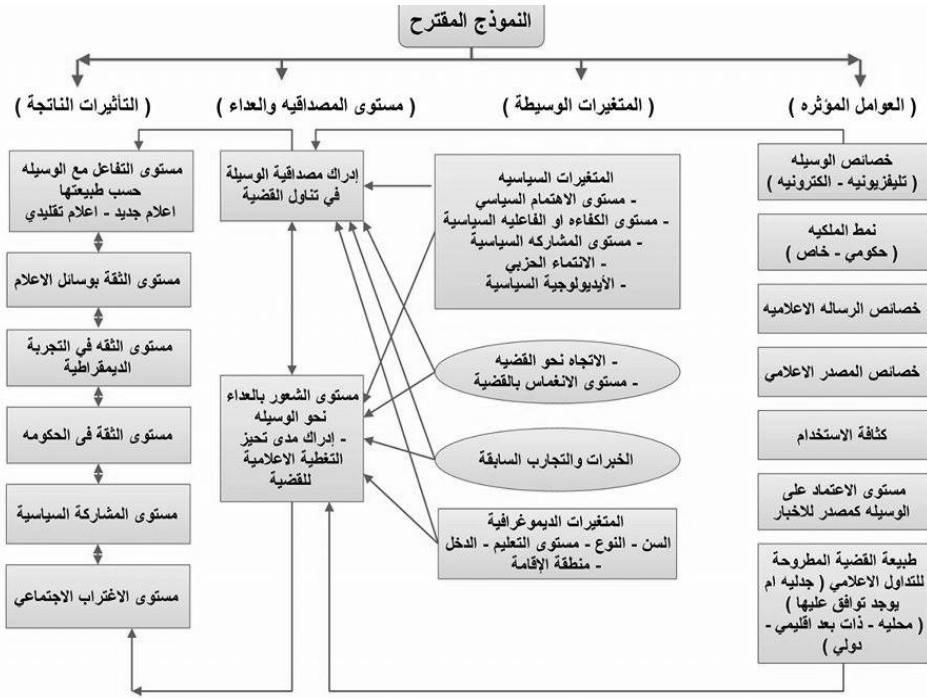 النموذج المقترح
( العوامل المؤثره )
( المتغيرات الوسيطة )
( مستوى المصداقيه والعداء )
( التأثيرات الناتجة )
خصائص الوسيله
( تليفزيونيه - الكترونيه )
نمط الملكيه
( حكومي - خاص )
خصائص الرساله الاعلاميه
خصائص المصدر الاعلامي
كثافة الاستخدام
مستوى الاعتماد على
الوسيله كمصدر للاخبار
طبيعة القضية المطروحة
للتداول الاعلامي ( جدليه ام
يوجد توافق عليها )
( محليه - ذات بعد اقليمي -
دولي )
المتغيرات السياسيه
- مستوى الاهتمام السياسي
- مستوى الكفاءه او الفاعليه السياسية
- مستوى المشاركه السياسية
- الانتماء الحزبي
- الأيديولوجية السياسية
- الاتجاه نحو القضيه
- مستوى الانغماس بالقضية
الخبرات والتجارب السابقة
المتغيرات الديموغرافية
السن - النوع - مستوى التعليم - الدخل
- منطقة الإقامة
إدراك مصداقية الوسيلة
في تناول القضية
مستوى الشعور بالعداء
نحو الوسيله
- إدراك مدى تحيز
التغطية الاعلامية
للقضية
مستوى التفاعل مع الوسيله
حسب طبيعتها
اعلام جديد - اعلام تقليدي
مستوى الثقة بوسائل الاعلام
مستوى الثقه في التجربة
الديمقراطية
مستوى الثقة فى الحكومه
مستوى المشاركة السياسية
مستوى الاغتراب الاجتماعي